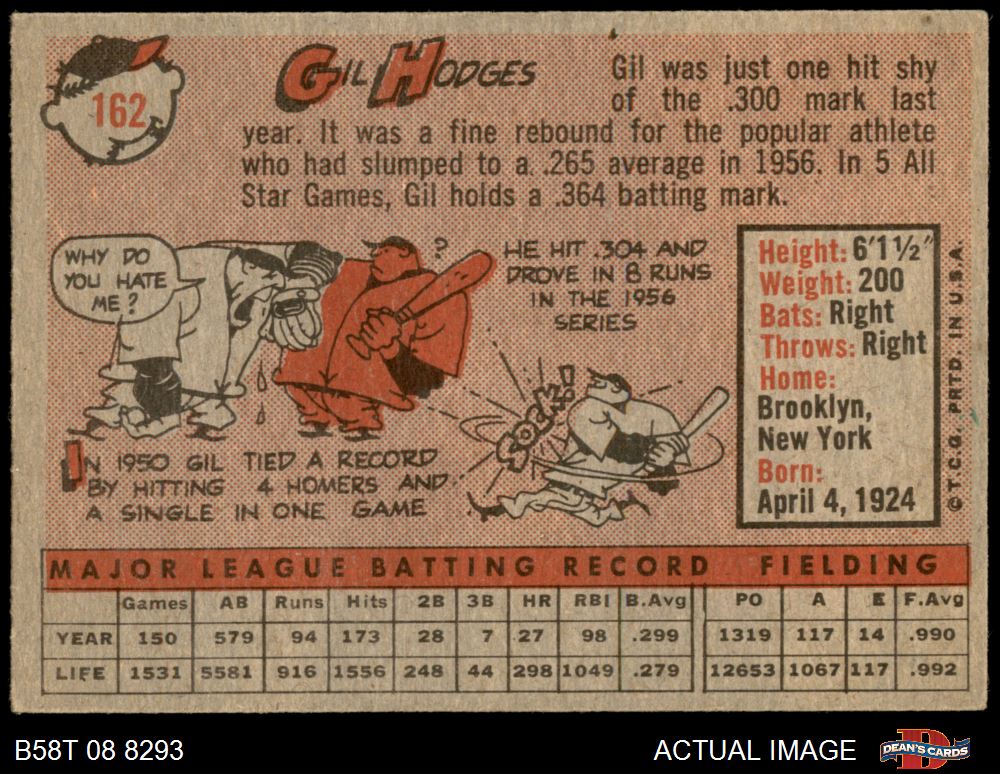 162
GIL HODGES
Gil was just one hit shy
of the .300 mark last
year. It was a fine rebound for the popular athlete
who had slumped to a .265 average in 1956. In 5 All
Star Games, Gil holds a .364 batting mark.
WHY DO
YOU HATE
ME?
?
HE HIT .304 AND
DROVE IN 8 RUNS
IN THE 1956
SERIES
SOCK!
IN 1950 GIL TIED A RECORD
BY HITTING 4 HOMERS AND
A SINGLE IN ONE GAME
Height: 6'1½"
Weight: 200
Bats: Right
Throws: Right
Home:
Brooklyn,
New York
Born:
April 4, 1924
© T.C.G. PRTD. IN U.S.A.
MAJOR LEAGUE BATTING RECORD FIELDING
Games AB Runs Hits 2B 3B HR RBI B.Avg PO A E F.Avg
YEAR 150 579 94 173 28 7 27 98 .299 1319 117 14 .990
LIFE 1531 5581 916 1556 248 44 298 1049 .279 12653 1067 117 .992
B58T 08 8293
ACTUAL IMAGE
DEAN'S CARDS